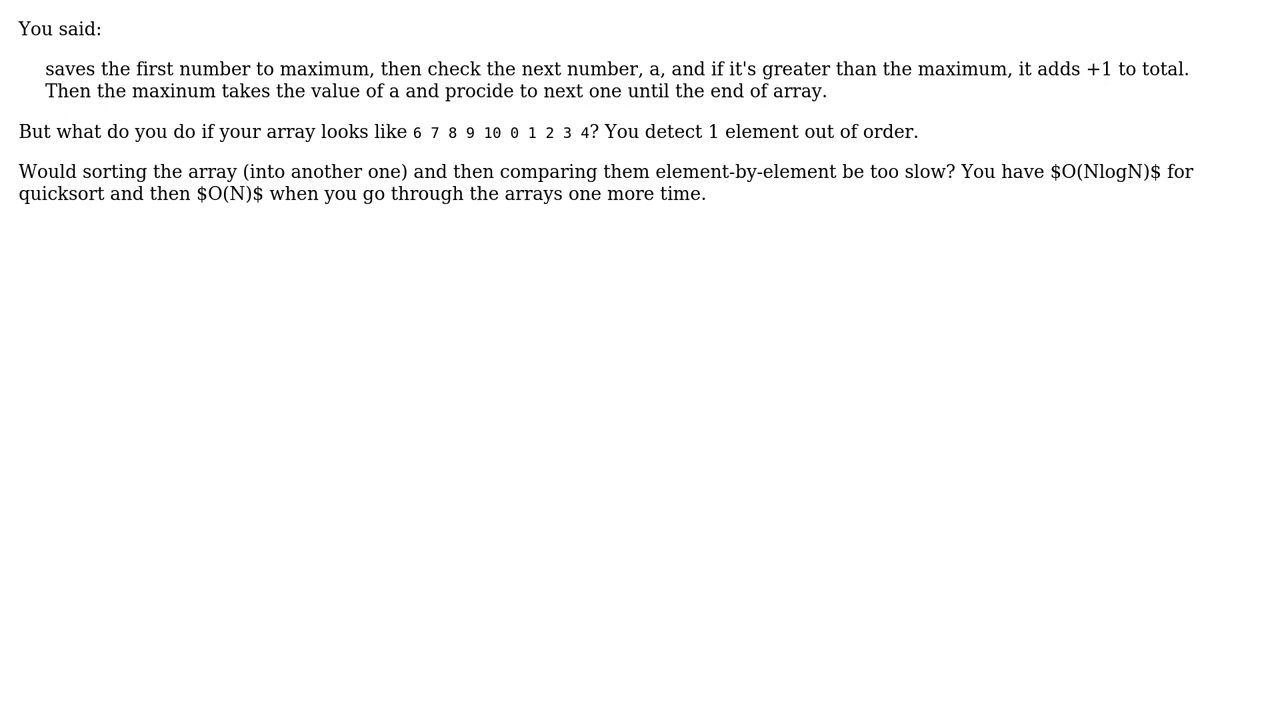 You said:
saves the first number to maximum, then check the next number, a, and if it's greater than the maximum, it adds +1 to total.
Then the maxinum takes the value of a and procide to next one until the end of array.
But what do you do if your array looks like 6 7 8 9 10 0 1 2 3 4? You detect 1 element out of order.
Would sorting the array (into another one) and then comparing them element-by-element be too slow? You have $O(NlogN)$ for
quicksort and then $O(N)$ when you go through the arrays one more time.